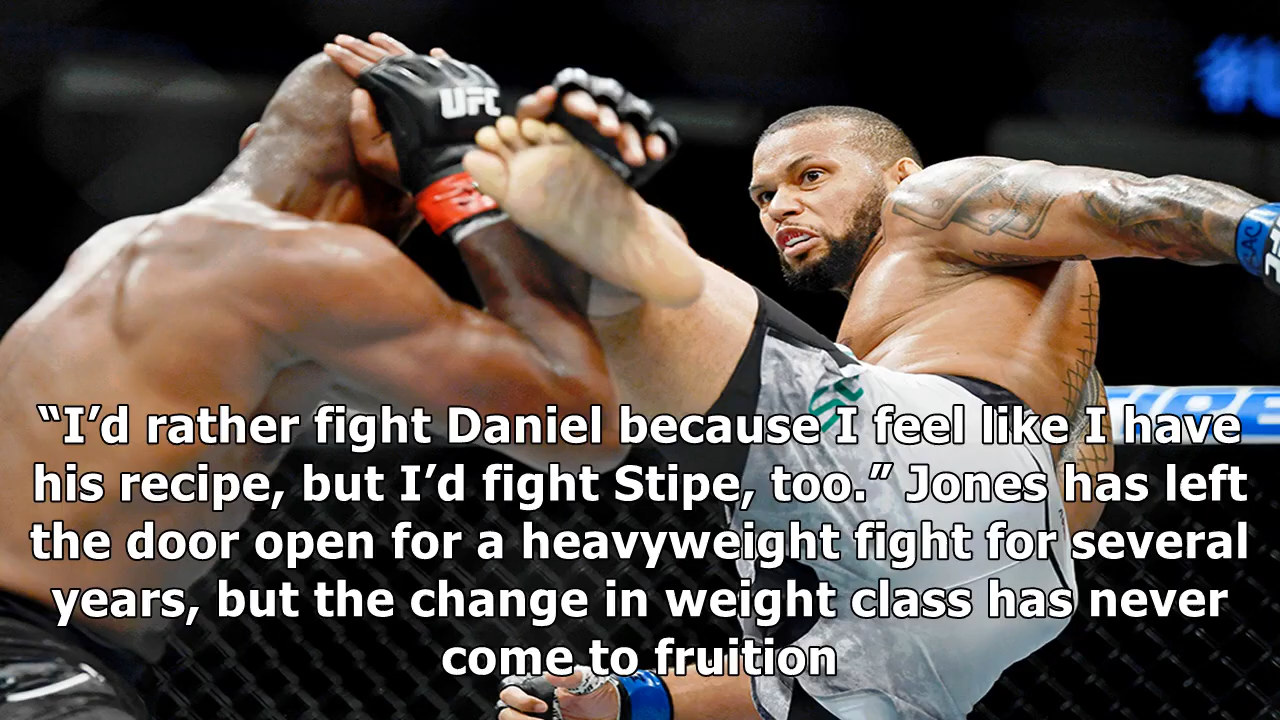 #U
UFC
“I’d rather fight Daniel because I feel like I have
his recipe, but I’d fight Stipe, too.” Jones has left
the door open for a heavyweight fight for several
years, but the change in weight class has never
come to fruition